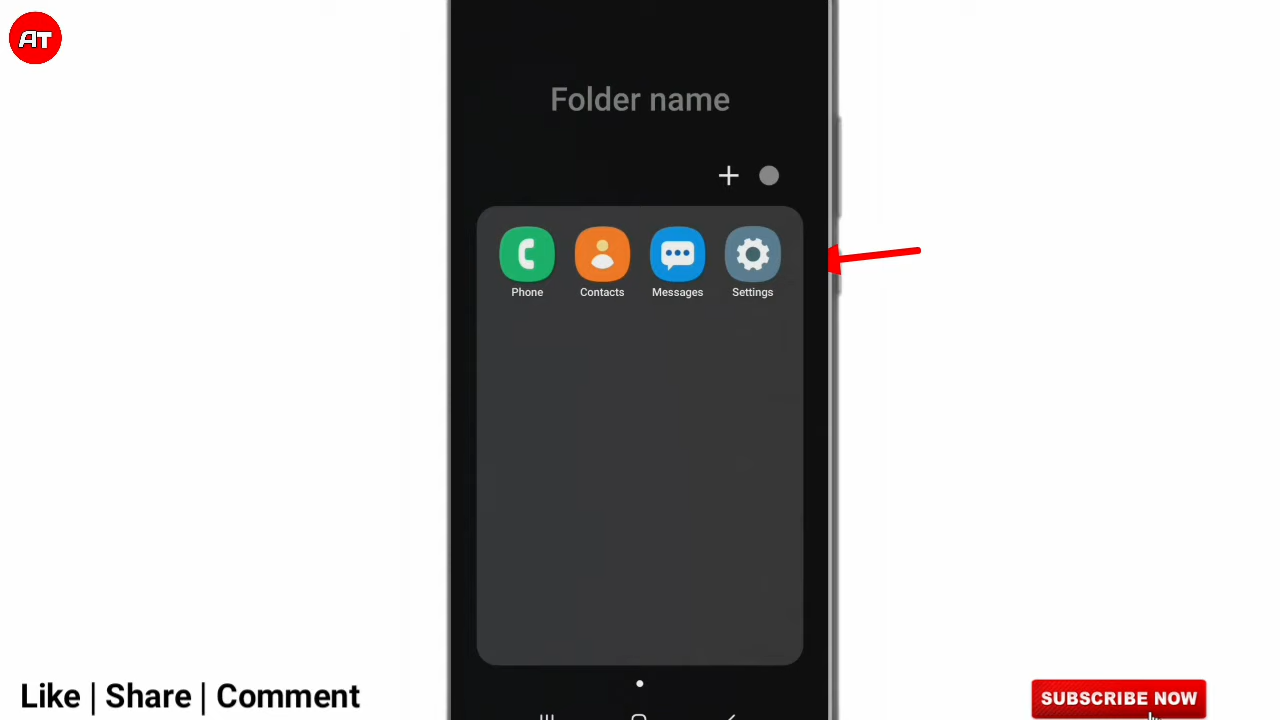 AT
Folder name
Phone Contacts Messages Settings
Like | Share | Comment
SUBSCRIBE NOW